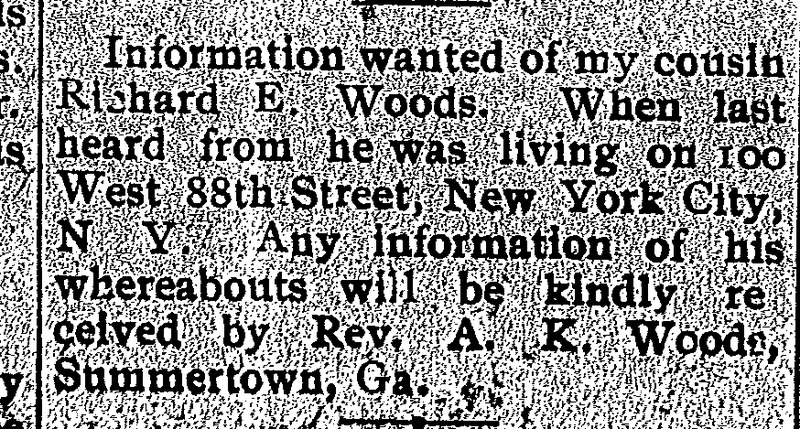 Information wanted of my cousin
Richard E. Woods. When last
heard from he was living on 100
West 88th Street, New York City,
N Y. Any information of his
whereabouts will be kindly re
ceived by Rev. A. K. Woods,
Summertown, Ga.